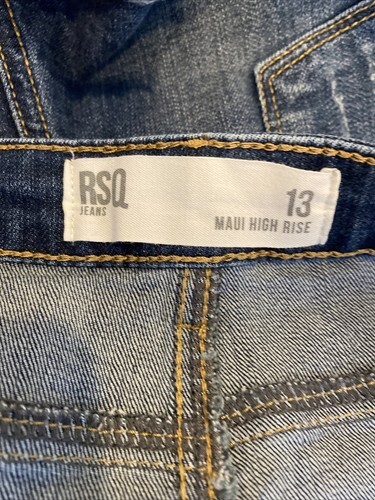 RSQ
JEANS
13
MAUI HIGH RISE